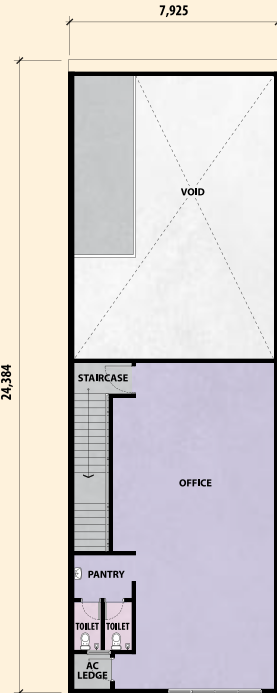 7,925
VOID
24,384
STAIRCASE
OFFICE
PANTRY
TOILET TOILET
AC
LEDGE